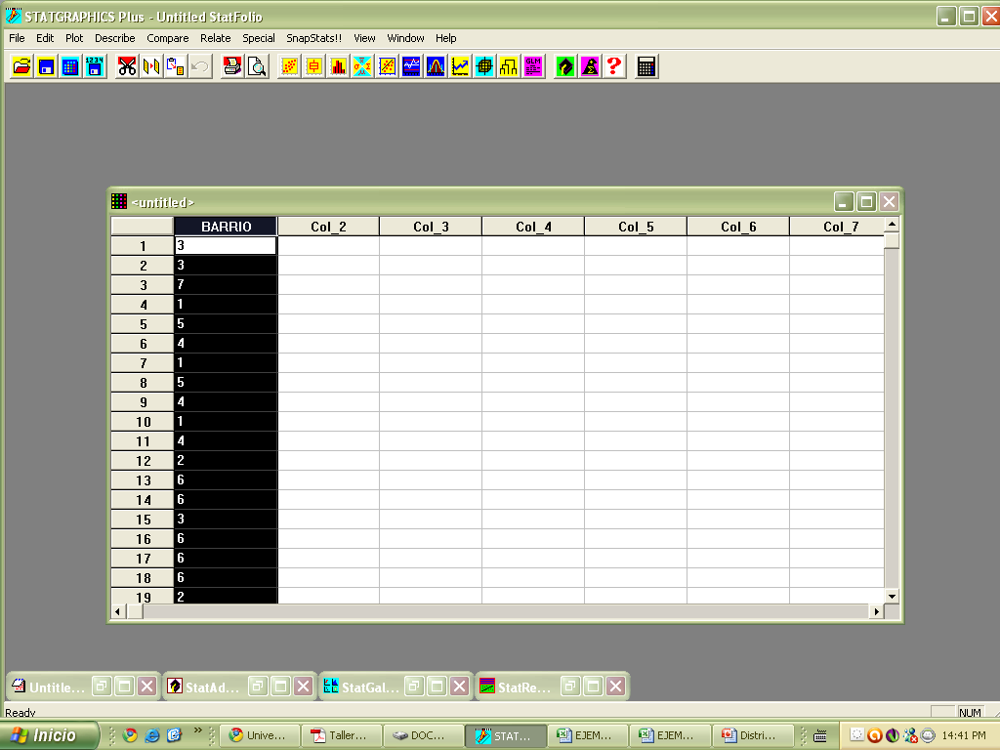 STATGRAPHICS Plus - Untitled StatFolio
File Edit Plot Describe Compare Relate Special SnapStats!! View Window Help
1234
GLM
<untitled>
BARRIO Col_2 Col_3 Col_4 Col_5 Col_6 Col_7
1 3
2 3
3 7
4 1
5 5
6 4
7 1
8 5
9 4
10 1
11 4
12 2
13 6
14 6
15 3
16 6
17 6
18 6
19 2
Untitle... StatAd... StatGal... StatRe...
Ready NUM
Inicio » Unive... Taller... DOC... STAT... EJEM... EJEM... Distri... 14:41 PM